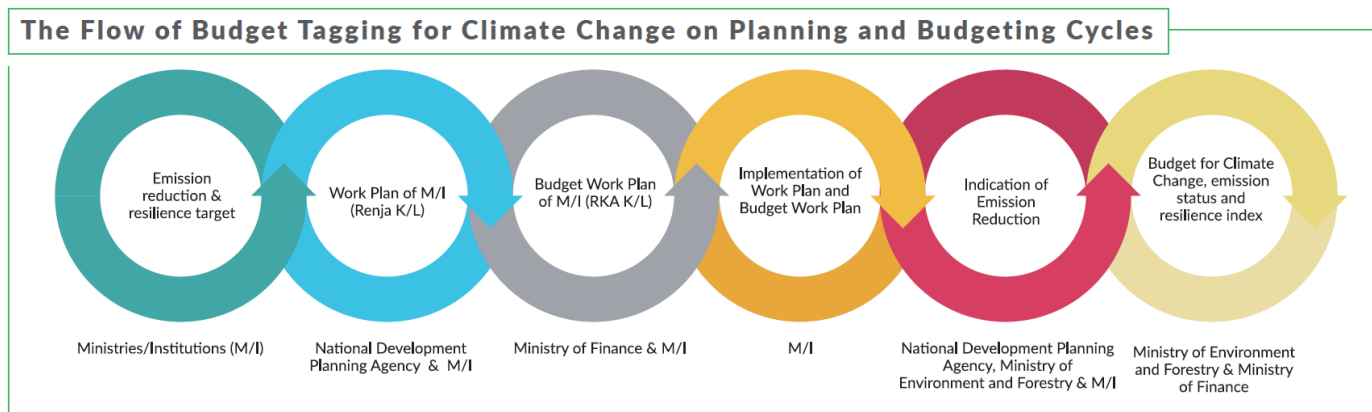 The Flow of Budget Tagging for Climate Change on Planning and Budgeting Cycles
Emission
reduction &
resilience target
Work Plan of M/I
(Renja K/L)
Budget Work Plan
of M/I (RKA K/L)
Implementation of
Work Plan and
Budget Work Plan
Indication of
Emission
Reduction
Budget for Climate
Change, emission
status and
resilience index
Ministries/Institutions (M/I)
National Development
Planning Agency & M/I
Ministry of Finance & M/I
M/I
National Development Planning
Agency, Ministry of
Environment and Forestry & M/I
Ministry of Environment
and Forestry & Ministry
of Finance